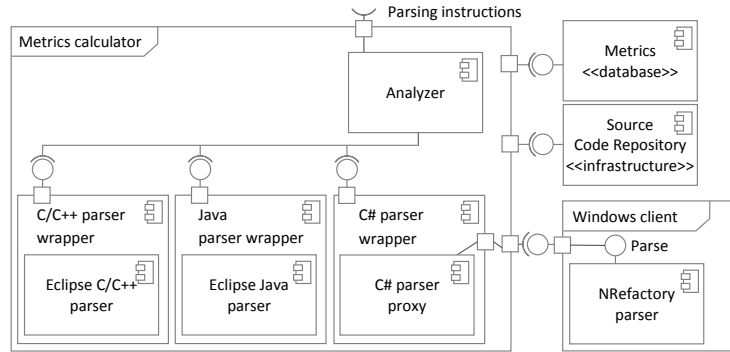 Parsing instructions
Metrics calculator
Analyzer
Metrics
<<database>>
Source
Code Repository
<<infrastructure>>
C/C++ parser
wrapper
Eclipse C/C++
parser
Java
parser wrapper
Eclipse Java
parser
C# parser
wrapper
C# parser
proxy
Windows client
Parse
NRefactory
parser